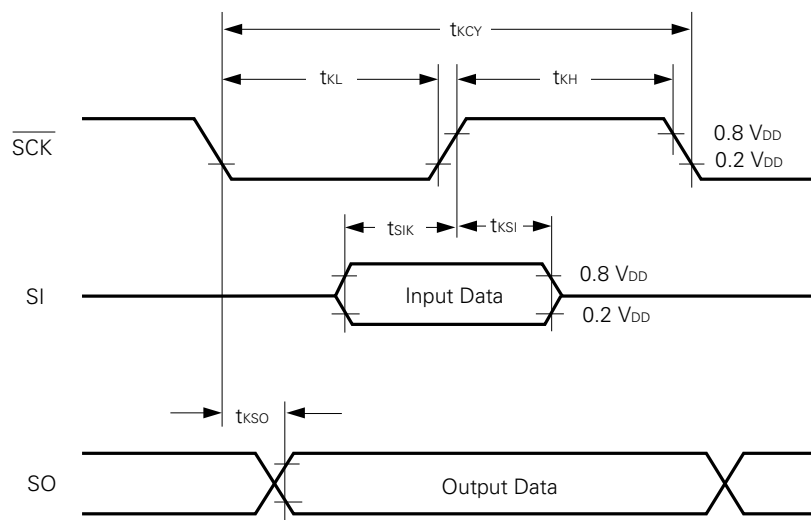 tKCY
tKL tKH
SCK
0.8 VDD
0.2 VDD
tSIK tKSI
SI
Input Data
0.8 VDD
0.2 VDD
tKSO
SO
Output Data